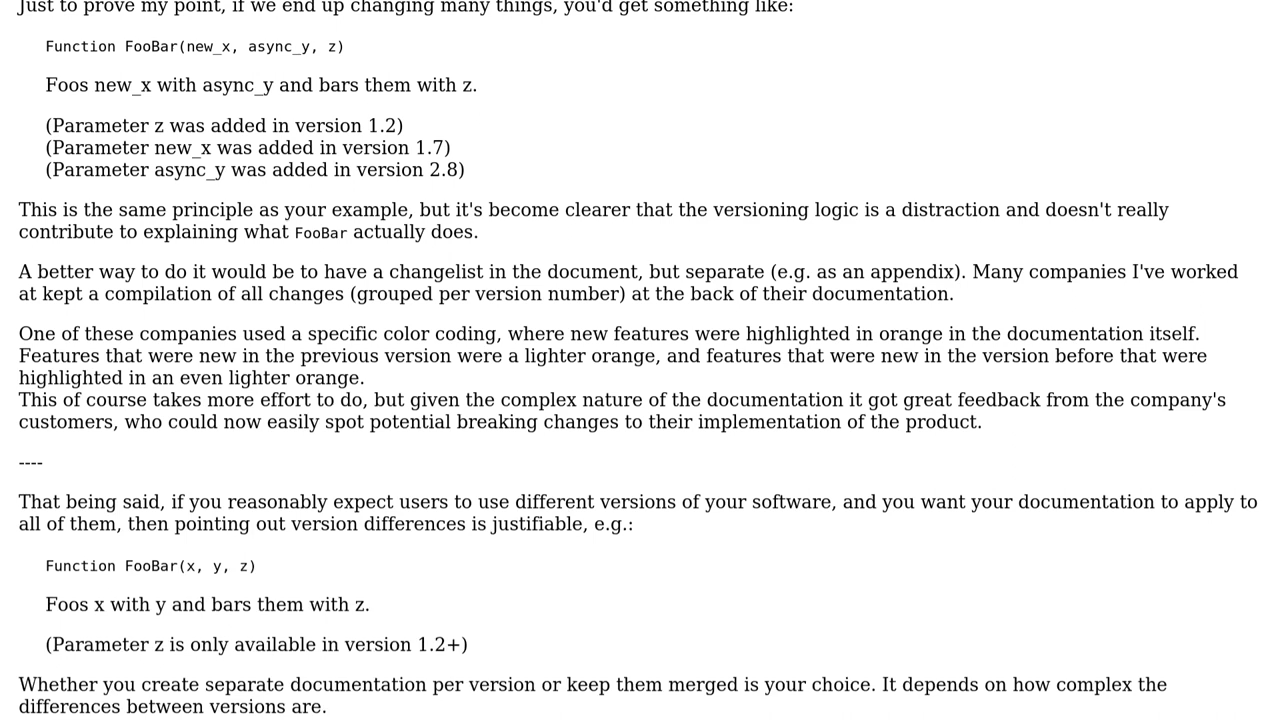 Just to prove my point, if we end up changing many things, you'd get something like:
Function FooBar(new_x, async_y, z)
Foos new_x with async_y and bars them with z.
(Parameter z was added in version 1.2)
(Parameter new_x was added in version 1.7)
(Parameter async_y was added in version 2.8)
This is the same principle as your example, but it's become clearer that the versioning logic is a distraction and doesn't really
contribute to explaining what FooBar actually does.
A better way to do it would be to have a changelist in the document, but separate (e.g. as an appendix). Many companies I've worked
at kept a compilation of all changes (grouped per version number) at the back of their documentation.
One of these companies used a specific color coding, where new features were highlighted in orange in the documentation itself.
Features that were new in the previous version were a lighter orange, and features that were new in the version before that were
highlighted in an even lighter orange.
This of course takes more effort to do, but given the complex nature of the documentation it got great feedback from the company's
customers, who could now easily spot potential breaking changes to their implementation of the product.
----
That being said, if you reasonably expect users to use different versions of your software, and you want your documentation to apply to
all of them, then pointing out version differences is justifiable, e.g.:
Function FooBar(x, y, z)
Foos x with y and bars them with z.
(Parameter z is only available in version 1.2+)
Whether you create separate documentation per version or keep them merged is your choice. It depends on how complex the
differences between versions are.